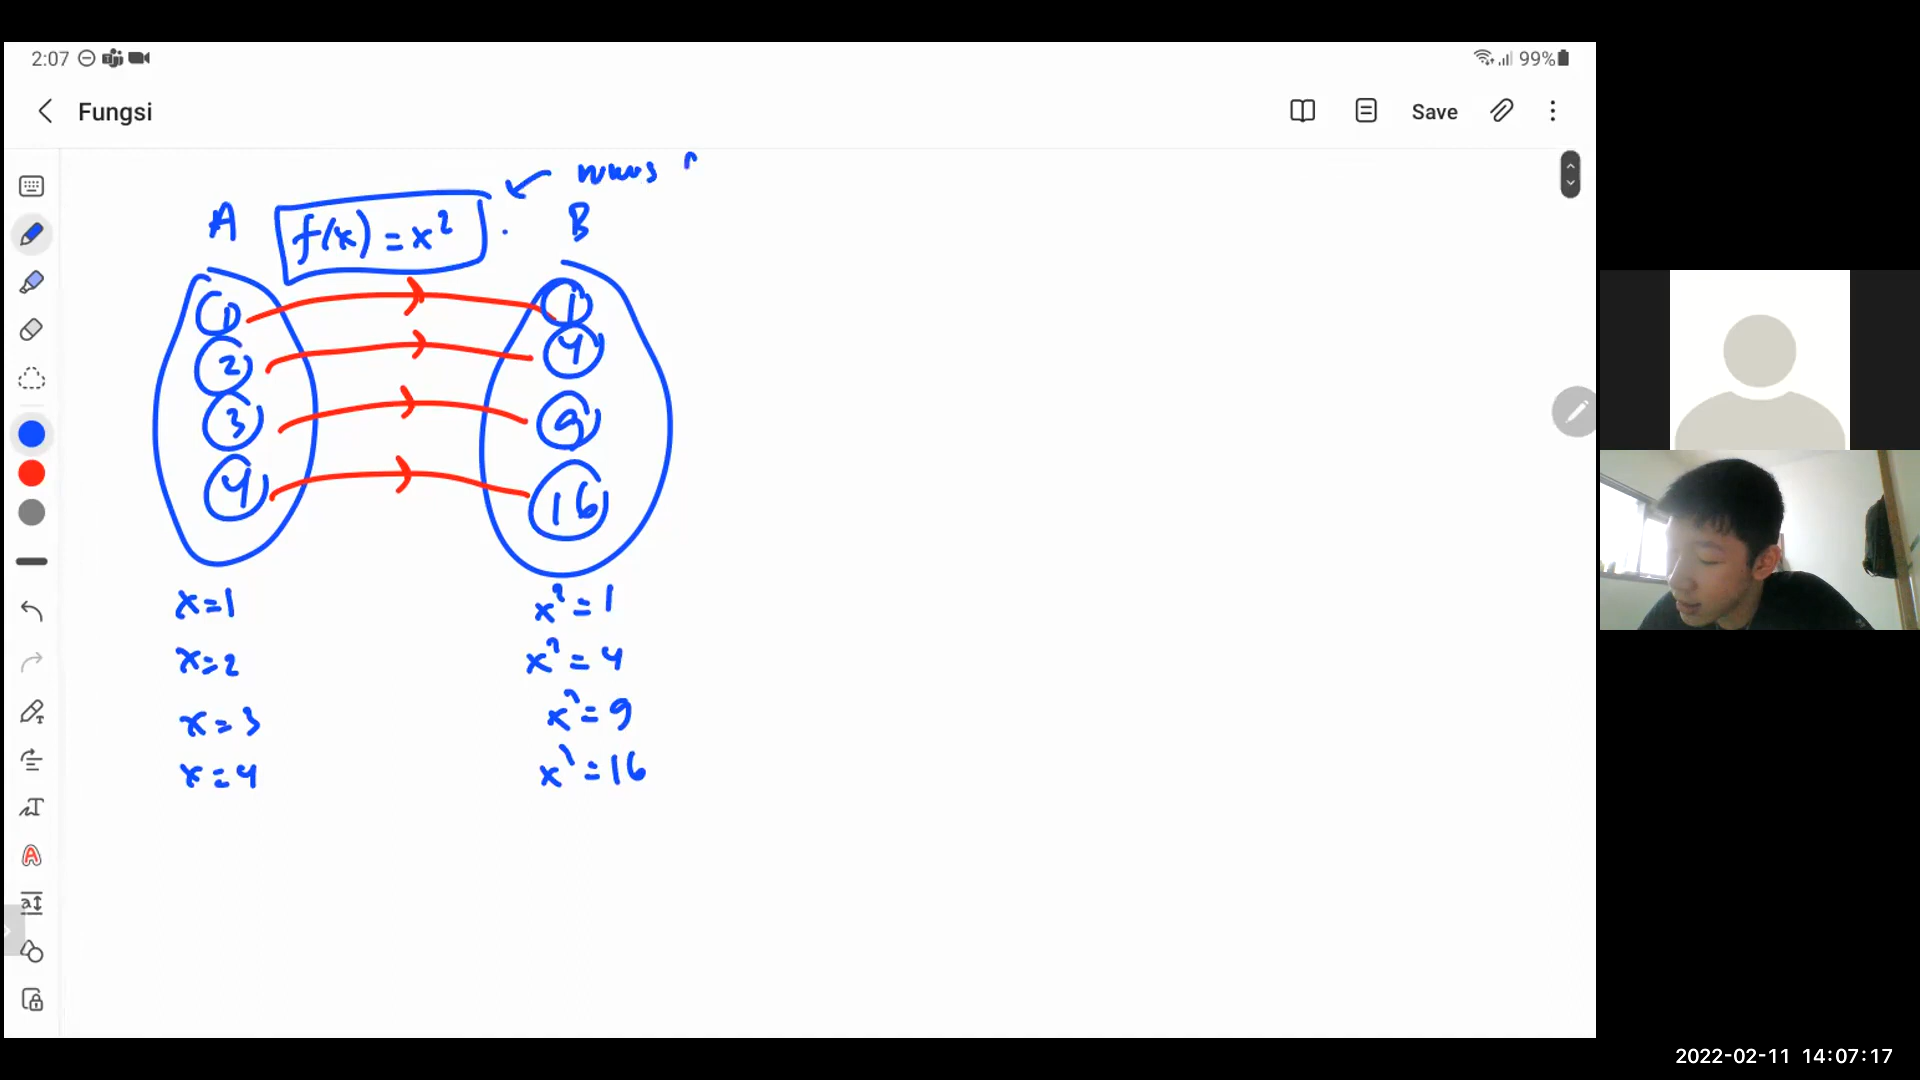 2:07 99%
Fungsi Save
A f(x) = x² B
1 1
2 4
3 9
4 16
x=1 x²=1
x=2 x²=4
x=3 x²=9
x=4 x²=16
2022-02-11 14:07:17